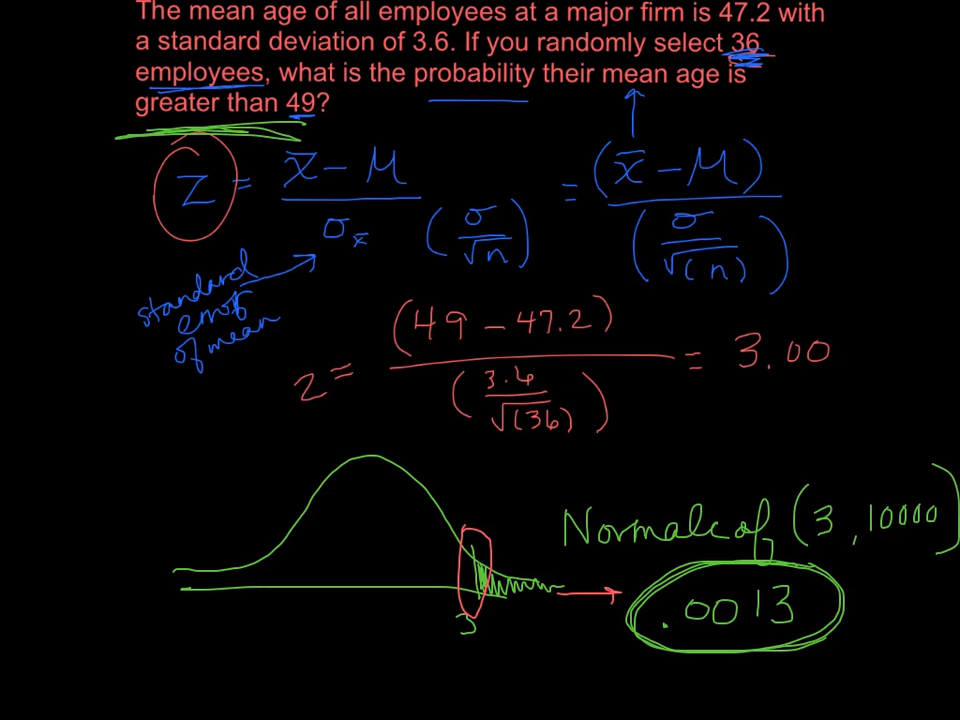 The mean age of all employees at a major firm is 47.2 with
a standard deviation of 3.6. If you randomly select 36
employees, what is the probability their mean age is
greater than 49?
Z = x̄ − μ / σx̄ (σ/√n) = (x̄ − μ) / (σ/√(n))
standard
error
of mean
z = (49 − 47.2) / (3.6/√(36)) = 3.00
Normalcdf (3, 10000)
3
.0013